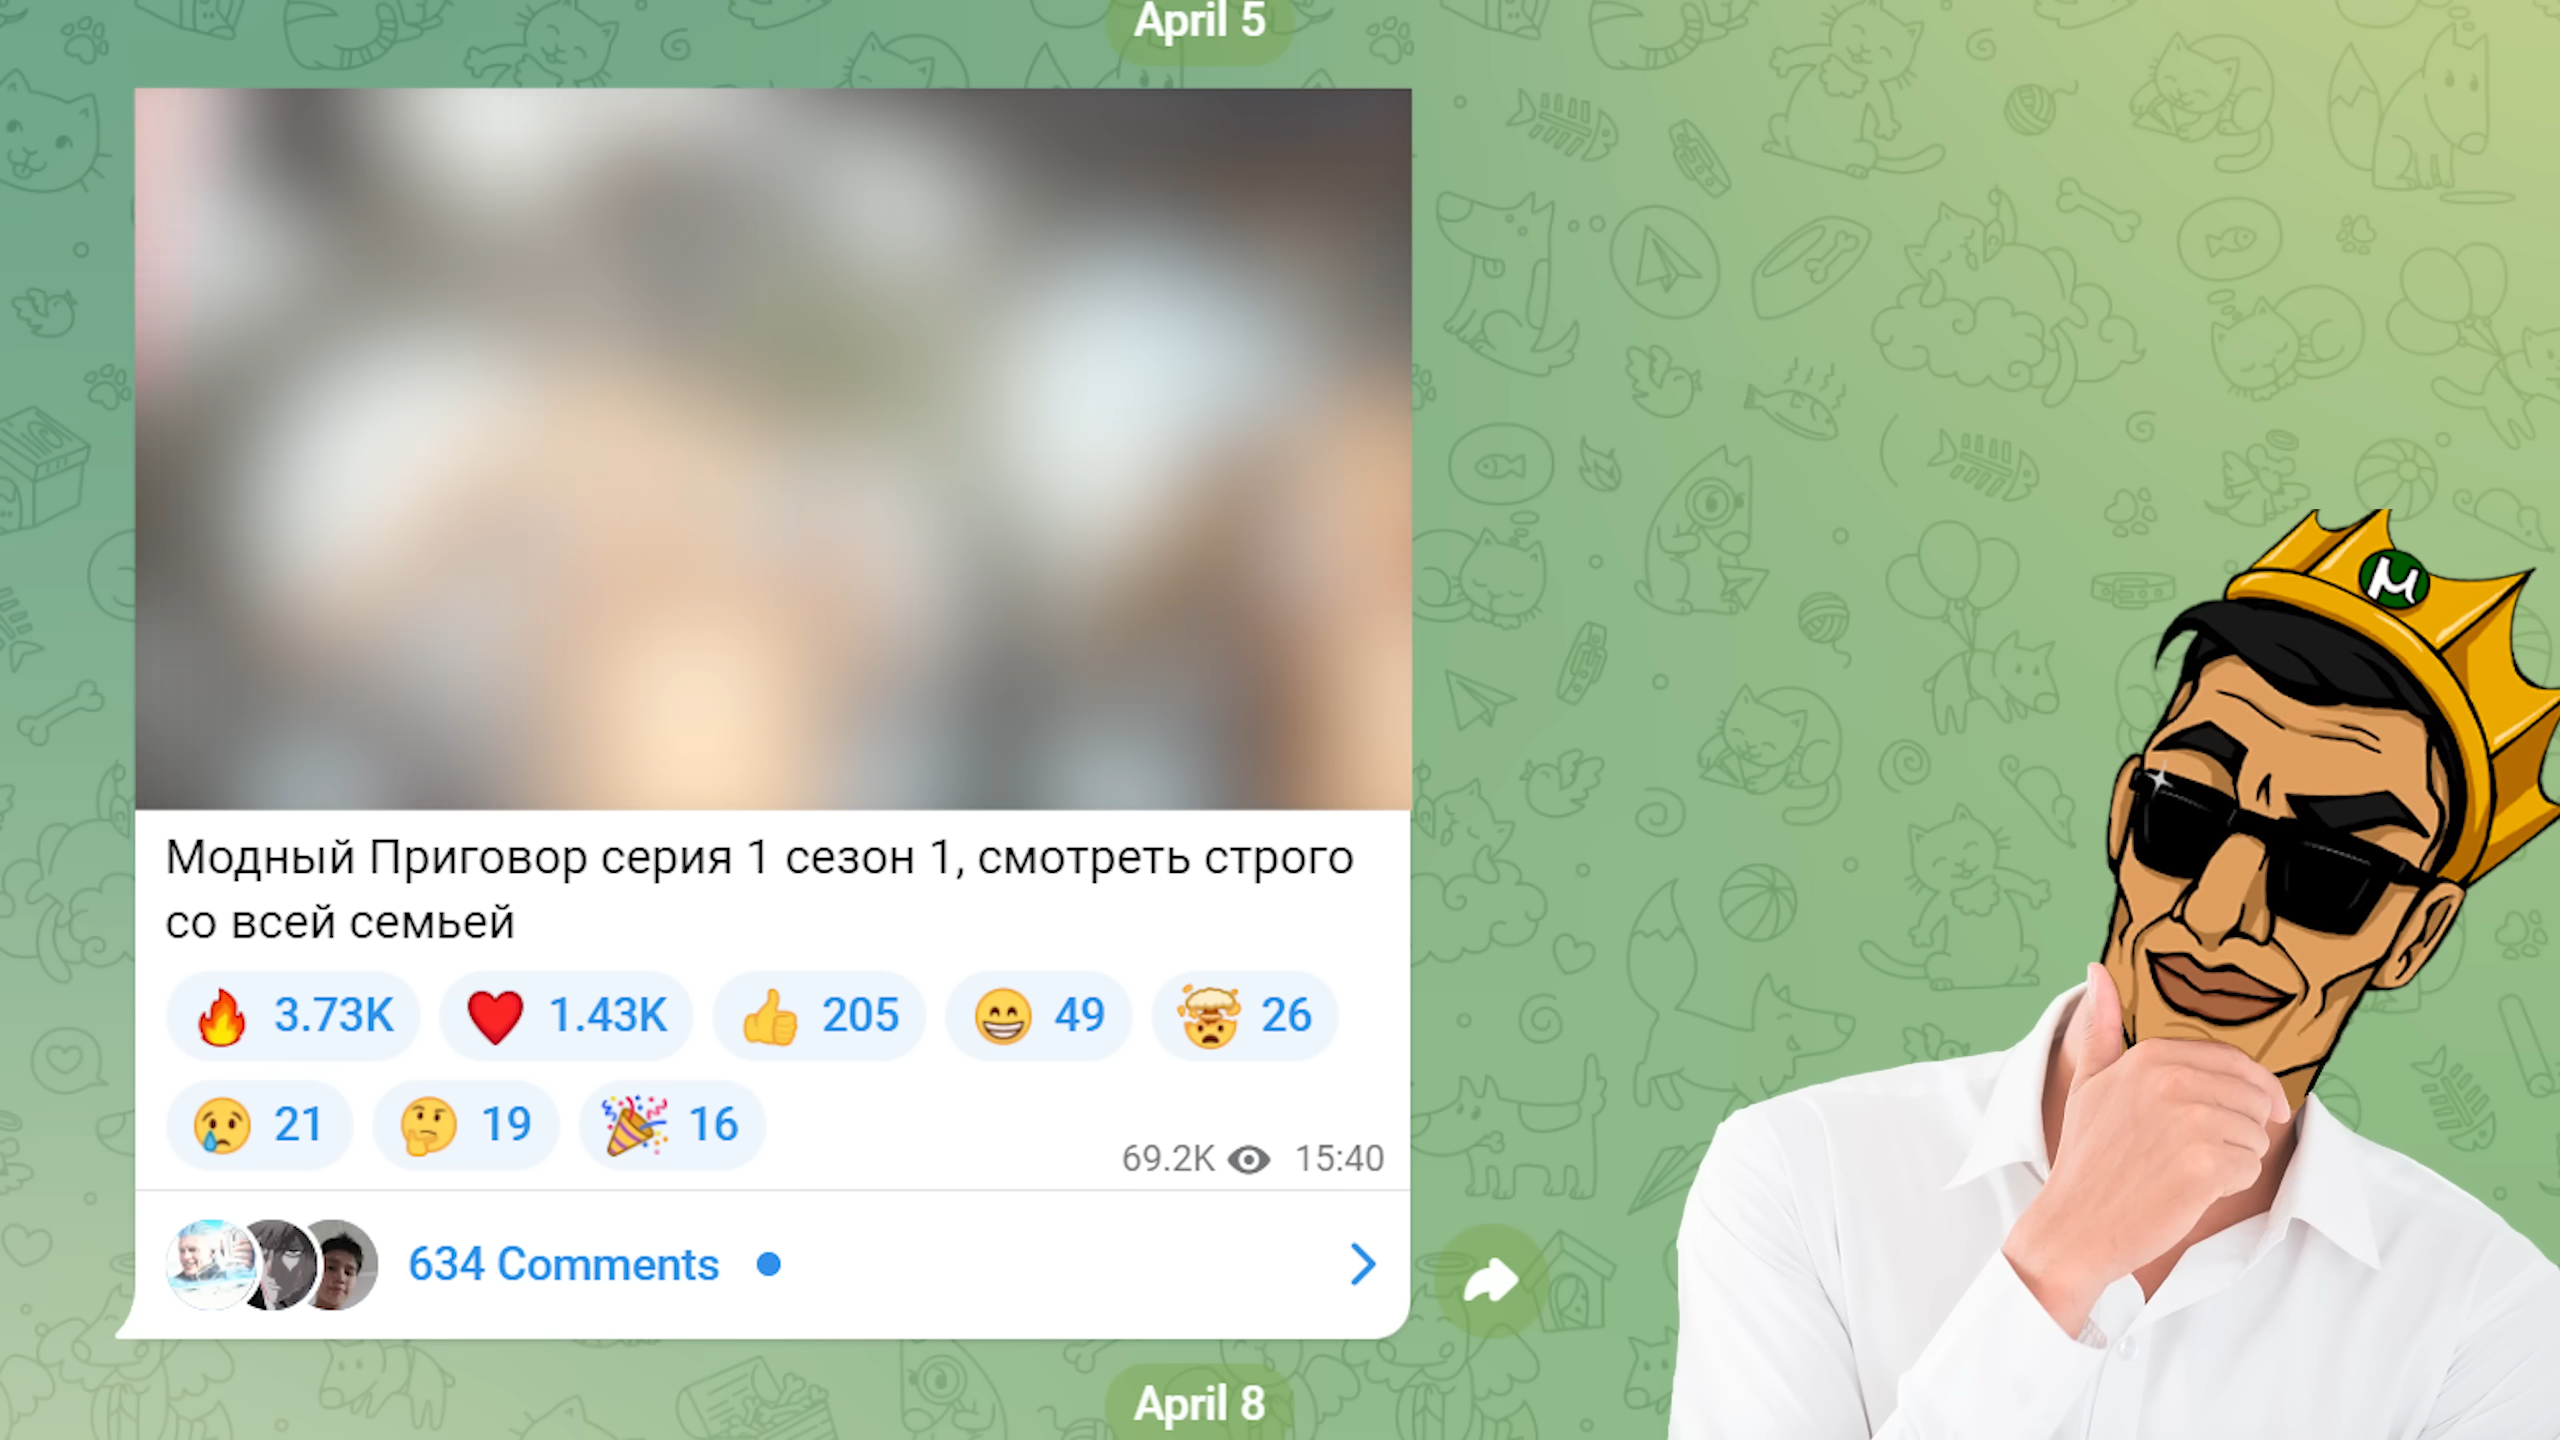 April 5
Модный Приговор серия 1 сезон 1, смотреть строго
со всей семьей
3.73K 1.43K 205 49 26
21 19 16
69.2K 15:40
634 Comments
April 8